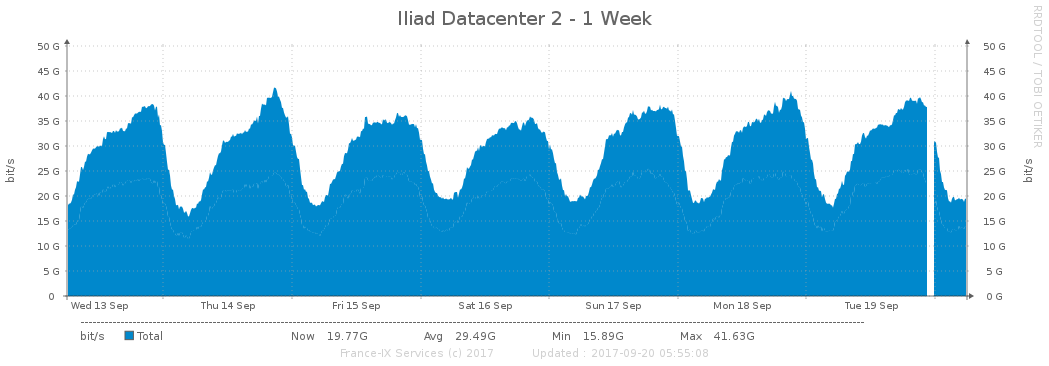 Iliad Datacenter 2 - 1 Week
RRDTOOL / TOBI OETIKER
bit/s
50 G 50 G
45 G 45 G
40 G 40 G
35 G 35 G
30 G 30 G
25 G 25 G
20 G 20 G
15 G 15 G
10 G 10 G
5 G 5 G
0 0 G
bit/s
Wed 13 Sep Thu 14 Sep Fri 15 Sep Sat 16 Sep Sun 17 Sep Mon 18 Sep Tue 19 Sep
bit/s Total Now 19.77G Avg 29.49G Min 15.89G Max 41.63G
France-IX Services (c) 2017 Updated : 2017-09-20 05:55:08